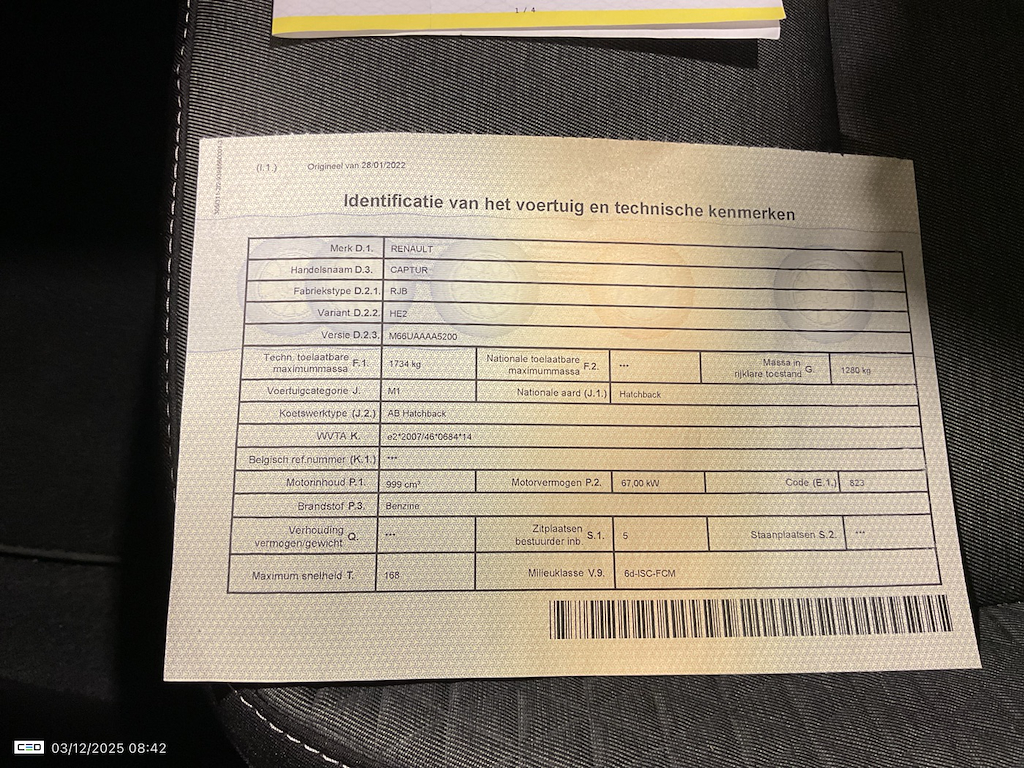 1 / 4
(I.1.) Origineel van 28/01/2022
Identificatie van het voertuig en technische kenmerken
Merk D.1. RENAULT
Handelsnaam D.3. CAPTUR
Fabriekstype D.2.1. RJB
Variant D.2.2. HE2
Versie D.2.3. M66UAAAA5200
Techn. toelaatbare maximummassa F.1. 1734 kg Nationale toelaatbare maximummassa F.2. *** Massa in rijklare toestand G. 1280 kg
Voertuigcategorie J. M1 Nationale aard (J.1.) Hatchback
Koetswerktype (J.2.) AB Hatchback
WVTA K. e2*2007/46*0684*14
Belgisch ref.nummer (K.1.) ***
Motorinhoud P.1. 999 cm³ Motorvermogen P.2. 67,00 kW Code (E.1.) 823
Brandstof P.3. Benzine
Verhouding vermogen/gewicht Q. *** Zitplaatsen bestuurder inb. S.1. 5 Staanplaatsen S.2. ***
Maximum snelheid T. 168 Milieuklasse V.9. 6d-ISC-FCM
CEO 03/12/2025 08:42